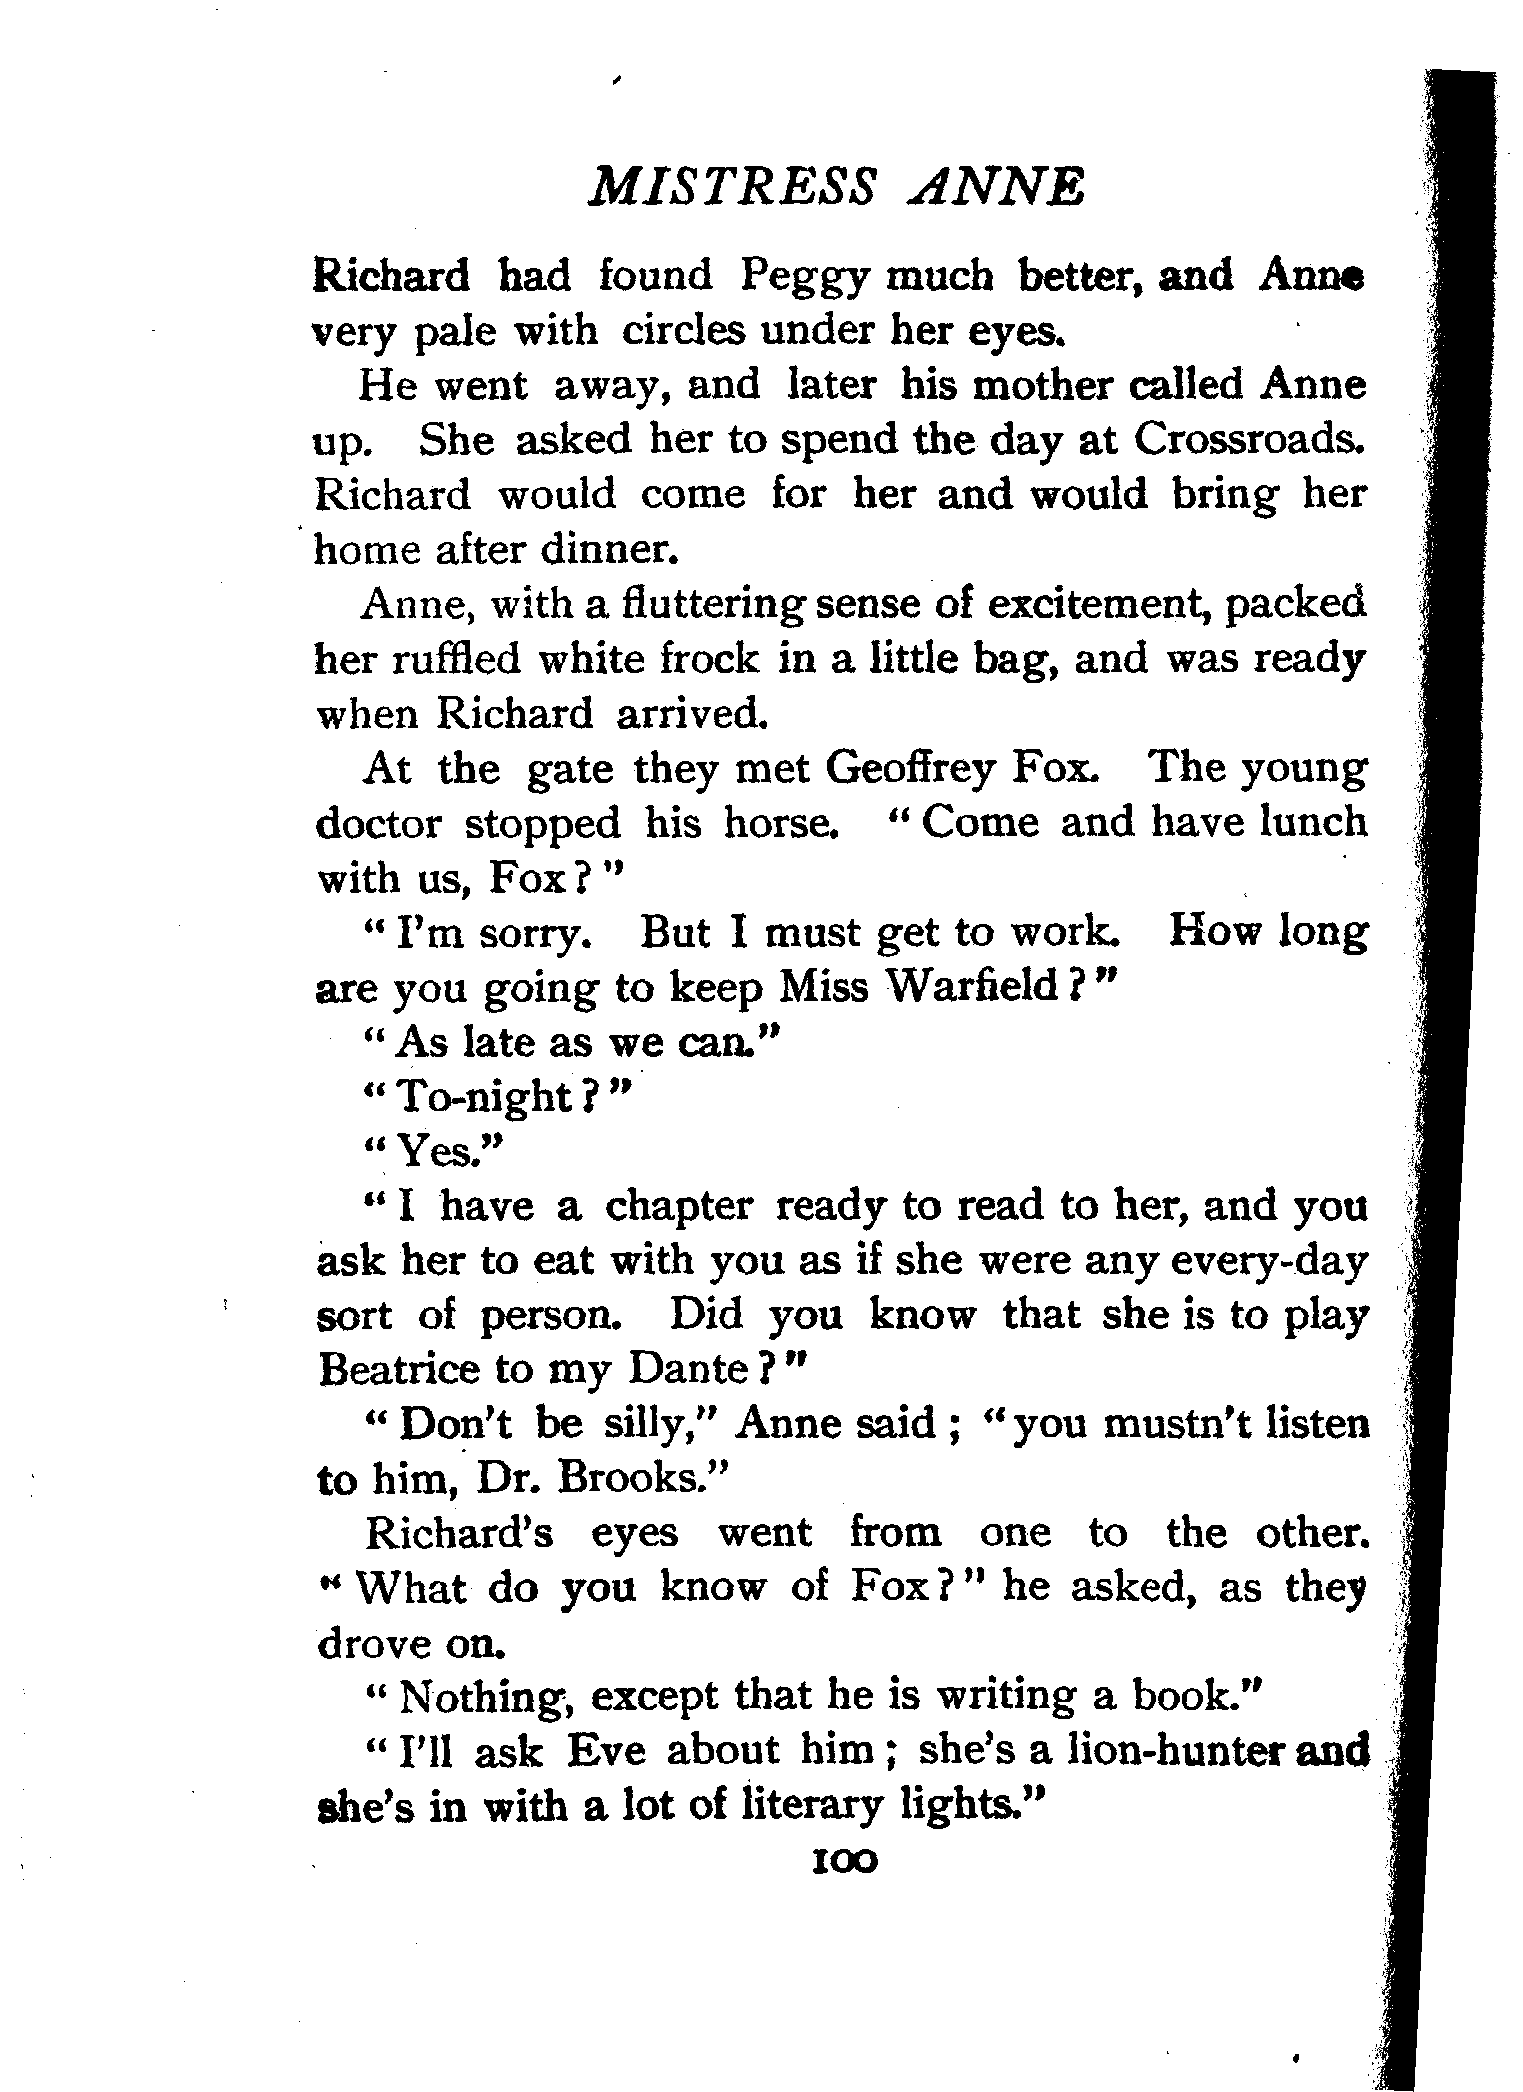 MISTRESS ANNE
Richard had found Peggy much better, and Anne
very pale with circles under her eyes.
He went away, and later his mother called Anne
up. She asked her to spend the day at Crossroads.
Richard would come for her and would bring her
home after dinner.
Anne, with a fluttering sense of excitement, packed
her ruffled white frock in a little bag, and was ready
when Richard arrived.
At the gate they met Geoffrey Fox. The young
doctor stopped his horse. “Come and have lunch
with us, Fox?”
“I'm sorry. But I must get to work. How long
are you going to keep Miss Warfield?”
“As late as we can.”
“To-night?”
“Yes.”
“I have a chapter ready to read to her, and you
ask her to eat with you as if she were any every-day
sort of person. Did you know that she is to play
Beatrice to my Dante?”
“Don't be silly,” Anne said; “you mustn't listen
to him, Dr. Brooks.”
Richard's eyes went from one to the other.
“What do you know of Fox?” he asked, as they
drove on.
“Nothing, except that he is writing a book.”
“I'll ask Eve about him; she's a lion-hunter and
she's in with a lot of literary lights.”
100